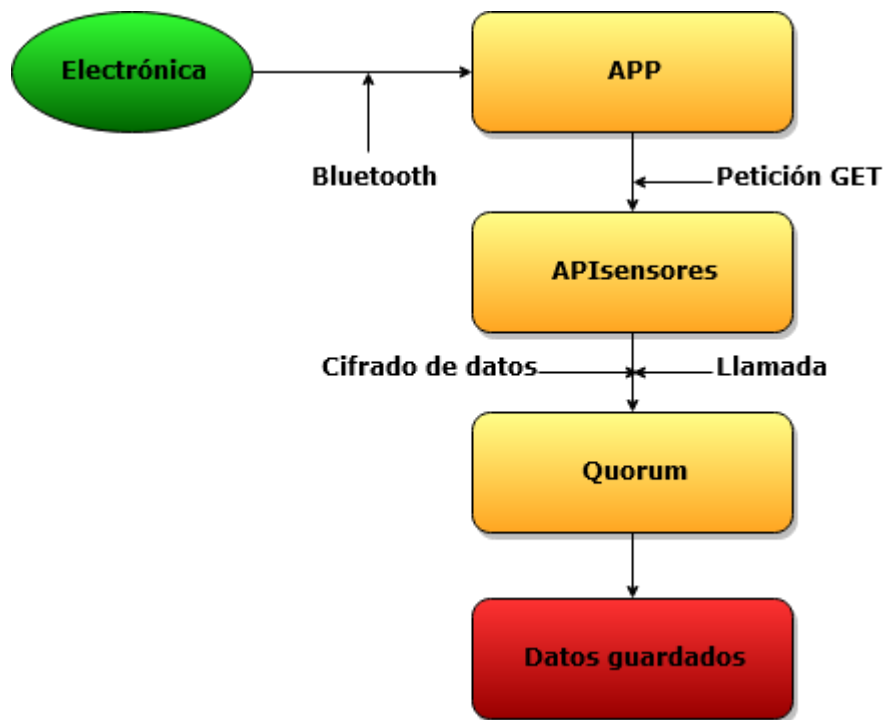 Electrónica
APP
Bluetooth
Petición GET
APIsensores
Cifrado de datos
Llamada
Quorum
Datos guardados